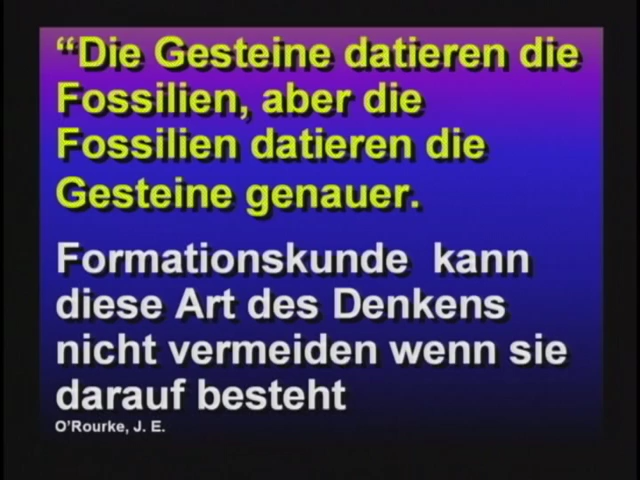 “Die Gesteine datieren die
Fossilien, aber die
Fossilien datieren die
Gesteine genauer.
Formationskunde kann
diese Art des Denkens
nicht vermeiden wenn sie
darauf besteht
O’Rourke, J. E.